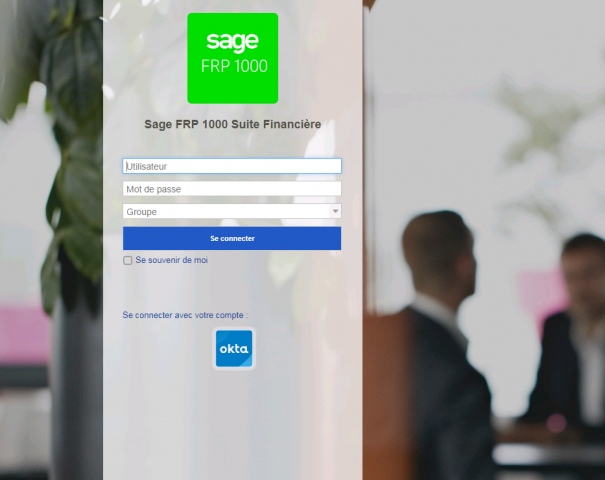 sage
FRP 1000
Sage FRP 1000 Suite Financière
Utilisateur
Mot de passe
Groupe
Se connecter
Se souvenir de moi
Se connecter avec votre compte :
okta